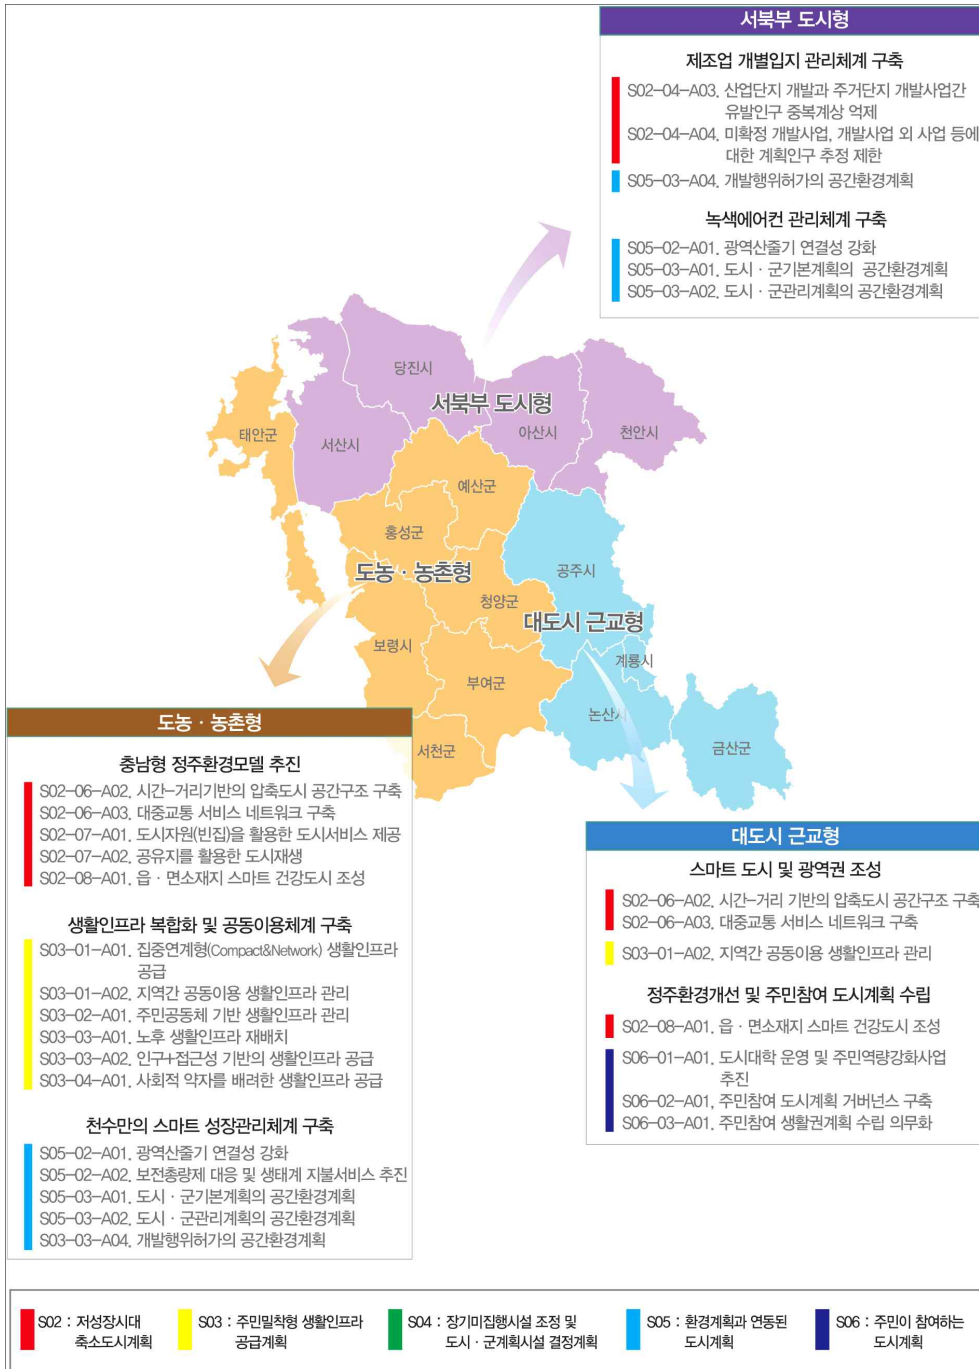 서북부 도시형
제조업 개별입지 관리체계 구축
S02-04-A03. 산업단지 개발과 주거단지 개발사업간
유발인구 중복계상 억제
S02-04-A04. 미확정 개발사업, 개발사업 외 사업 등에
대한 계획인구 추정 제한
S05-03-A04. 개발행위허가의 공간환경계획
녹색에어컨 관리체계 구축
S05-02-A01. 광역산줄기 연결성 강화
S05-03-A01. 도시 · 군기본계획의 공간환경계획
S05-03-A02. 도시 · 군관리계획의 공간환경계획
당진시
서북부 도시형
태안군
서산시
아산시
천안시
예산군
홍성군
도농 · 농촌형
공주시
청양군
대도시 근교형
보령시
계룡시
부여군
논산시
서천군
금산군
도농 · 농촌형
충남형 정주환경모델 추진
S02-06-A02. 시간-거리기반의 압축도시 공간구조 구축
S02-06-A03. 대중교통 서비스 네트워크 구축
S02-07-A01. 도시자원(빈집)을 활용한 도시서비스 제공
S02-07-A02. 공유지를 활용한 도시재생
S02-08-A01. 읍 · 면소재지 스마트 건강도시 조성
생활인프라 복합화 및 공동이용체계 구축
S03-01-A01. 집중연계형(Compact&Network) 생활인프라
공급
S03-01-A02. 지역간 공동이용 생활인프라 관리
S03-02-A01. 주민공동체 기반 생활인프라 관리
S03-03-A01. 노후 생활인프라 재배치
S03-03-A02. 인구+접근성 기반의 생활인프라 공급
S03-04-A01. 사회적 약자를 배려한 생활인프라 공급
천수만의 스마트 성장관리체계 구축
S05-02-A01. 광역산줄기 연결성 강화
S05-02-A02. 보전총량제 대응 및 생태계 지불서비스 추진
S05-03-A01. 도시 · 군기본계획의 공간환경계획
S05-03-A02. 도시 · 군관리계획의 공간환경계획
S03-03-A04. 개발행위허가의 공간환경계획
대도시 근교형
스마트 도시 및 광역권 조성
S02-06-A02. 시간-거리 기반의 압축도시 공간구조 구축
S02-06-A03. 대중교통 서비스 네트워크 구축
S03-01-A02. 지역간 공동이용 생활인프라 관리
정주환경개선 및 주민참여 도시계획 수립
S02-08-A01. 읍 · 면소재지 스마트 건강도시 조성
S06-01-A01. 도시대학 운영 및 주민역량강화사업
추진
S06-02-A01. 주민참여 도시계획 거버넌스 구축
S06-03-A01. 주민참여 생활권계획 수립 의무화
S02 : 저성장시대
축소도시계획
S03 : 주민밀착형 생활인프라
공급계획
S04 : 장기미집행시설 조정 및
도시 · 군계획시설 결정계획
S05 : 환경계획과 연동된
도시계획
S06 : 주민이 참여하는
도시계획